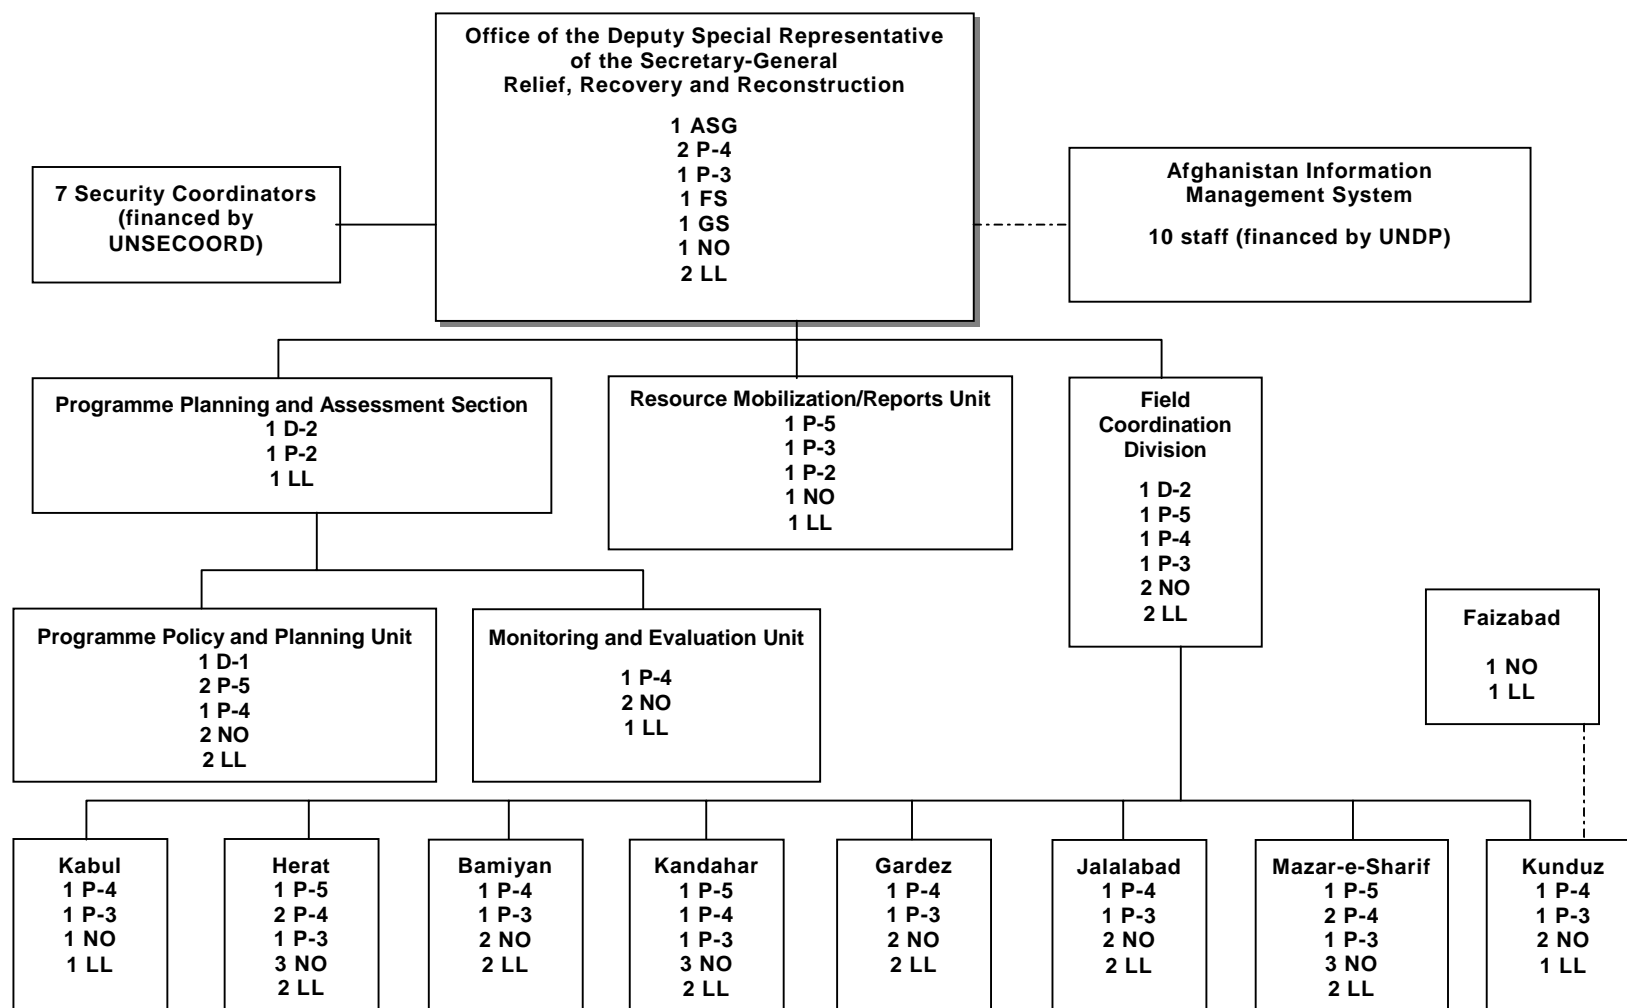 Office of the Deputy Special Representative
of the Secretary-General
Relief, Recovery and Reconstruction
1 ASG
2 P-4
1 P-3
1 FS
1 GS
1 NO
2 LL
7 Security Coordinators
(financed by
UNSECOORD)
Afghanistan Information
Management System
10 staff (financed by UNDP)
Programme Planning and Assessment Section
1 D-2
1 P-2
1 LL
Resource Mobilization/Reports Unit
1 P-5
1 P-3
1 P-2
1 NO
1 LL
Field
Coordination
Division
1 D-2
1 P-5
1 P-4
1 P-3
2 NO
2 LL
Programme Policy and Planning Unit
1 D-1
2 P-5
1 P-4
2 NO
2 LL
Monitoring and Evaluation Unit
1 P-4
2 NO
1 LL
Faizabad
1 NO
1 LL
Kabul
1 P-4
1 P-3
1 NO
1 LL
Herat
1 P-5
2 P-4
1 P-3
3 NO
2 LL
Bamiyan
1 P-4
1 P-3
2 NO
2 LL
Kandahar
1 P-5
1 P-4
1 P-3
3 NO
2 LL
Gardez
1 P-4
1 P-3
2 NO
2 LL
Jalalabad
1 P-4
1 P-3
2 NO
2 LL
Mazar-e-Sharif
1 P-5
2 P-4
1 P-3
3 NO
2 LL
Kunduz
1 P-4
1 P-3
2 NO
1 LL